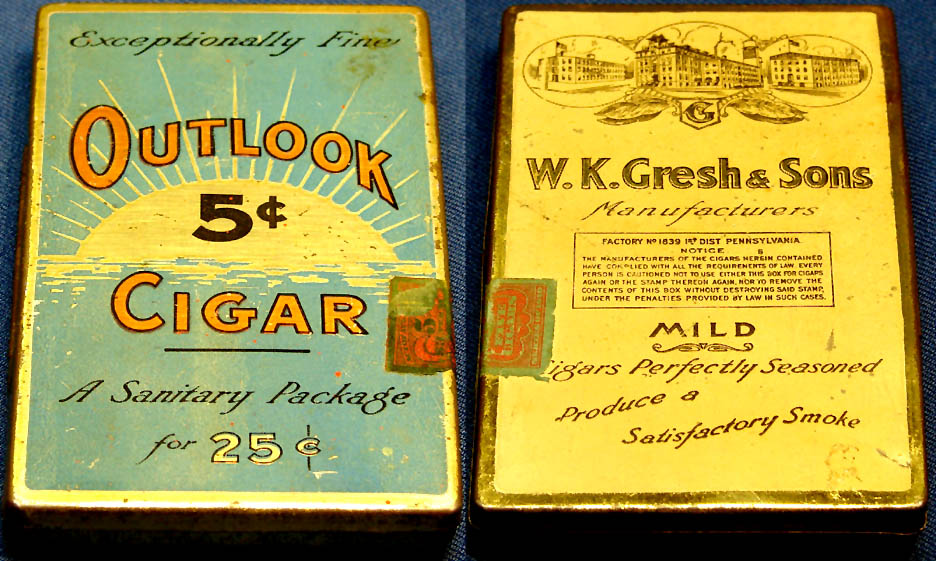 Exceptionally Fine
OUTLOOK
5¢
CIGAR
A Sanitary Package
for 25¢
G
W. K. Gresh & Sons
Manufacturers
FACTORY Nº 1839 1ST DIST PENNSYLVANIA.
NOTICE
THE MANUFACTURERS OF THE CIGARS HEREIN CONTAINED
HAVE COMPLIED WITH ALL THE REQUIREMENTS OF LAW. EVERY
PERSON IS CAUTIONED NOT TO USE EITHER THIS BOX FOR CIGARS
AGAIN OR THE STAMP THEREON AGAIN, NOR TO REMOVE THE
CONTENTS OF THIS BOX WITHOUT DESTROYING SAID STAMP,
UNDER THE PENALTIES PROVIDED BY LAW IN SUCH CASES.
MILD
Cigars Perfectly Seasoned
Produce a
Satisfactory Smoke